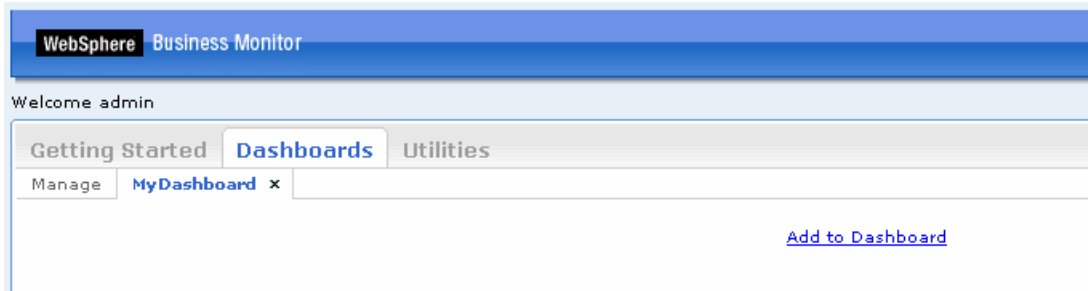 WebSphere Business Monitor
Welcome admin
Getting Started Dashboards Utilities
Manage MyDashboard x
Add to Dashboard